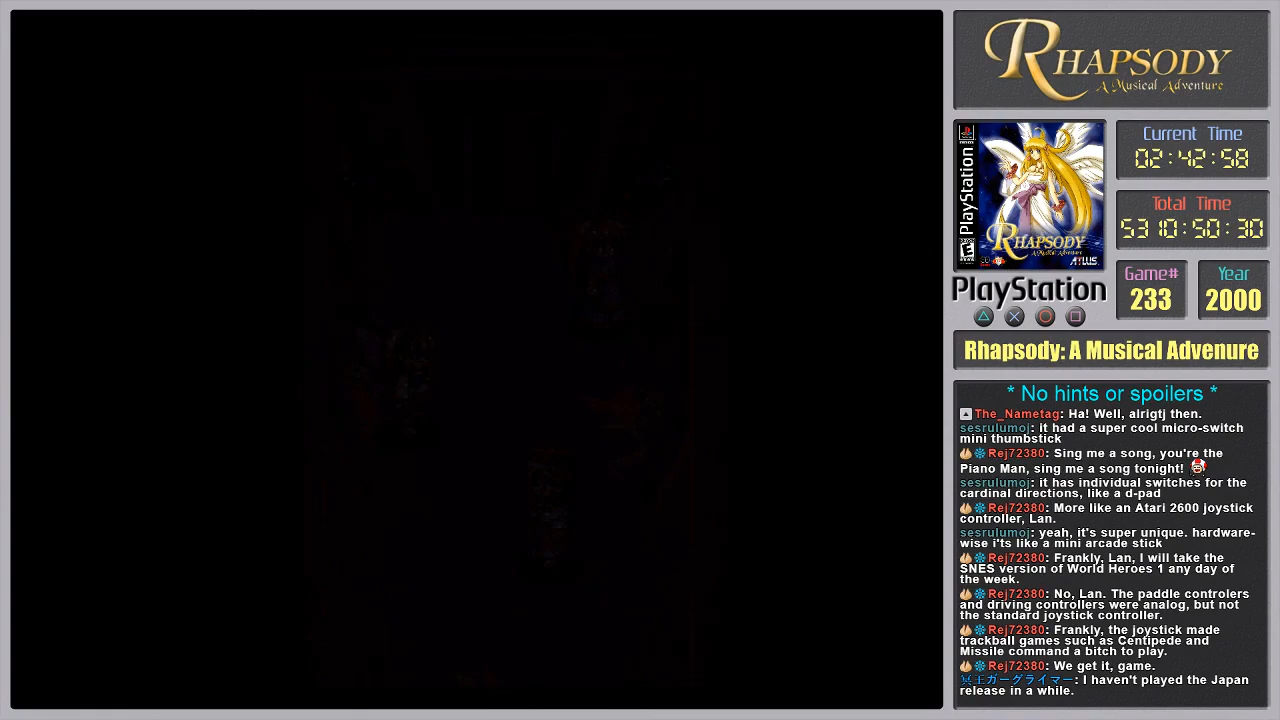 RHAPSODY
A Musical Adventure
PlayStation
RHAPSODY
A Musical Adventure
ATLUS
Current Time
02:42:58
Total Time
5310:50:30
PlayStation
Game#
233
Year
2000
Rhapsody: A Musical Advenure
* No hints or spoilers *
The_Nametag: Ha! Well, alrigtj then.
sesrulumoj: it had a super cool micro-switch
mini thumbstick
Rej72380: Sing me a song, you're the
Piano Man, sing me a song tonight!
sesrulumoj: it has individual switches for the
cardinal directions, like a d-pad
Rej72380: More like an Atari 2600 joystick
controller, Lan.
sesrulumoj: yeah, it's super unique. hardware-
wise i'ts like a mini arcade stick
Rej72380: Frankly, Lan, I will take the
SNES version of World Heroes 1 any day of
the week.
Rej72380: No, Lan. The paddle controlers
and driving controllers were analog, but not
the standard joystick controller.
Rej72380: Frankly, the joystick made
trackball games such as Centipede and
Missile command a bitch to play.
Rej72380: We get it, game.
冥王ガーグライマー: I haven't played the Japan
release in a while.